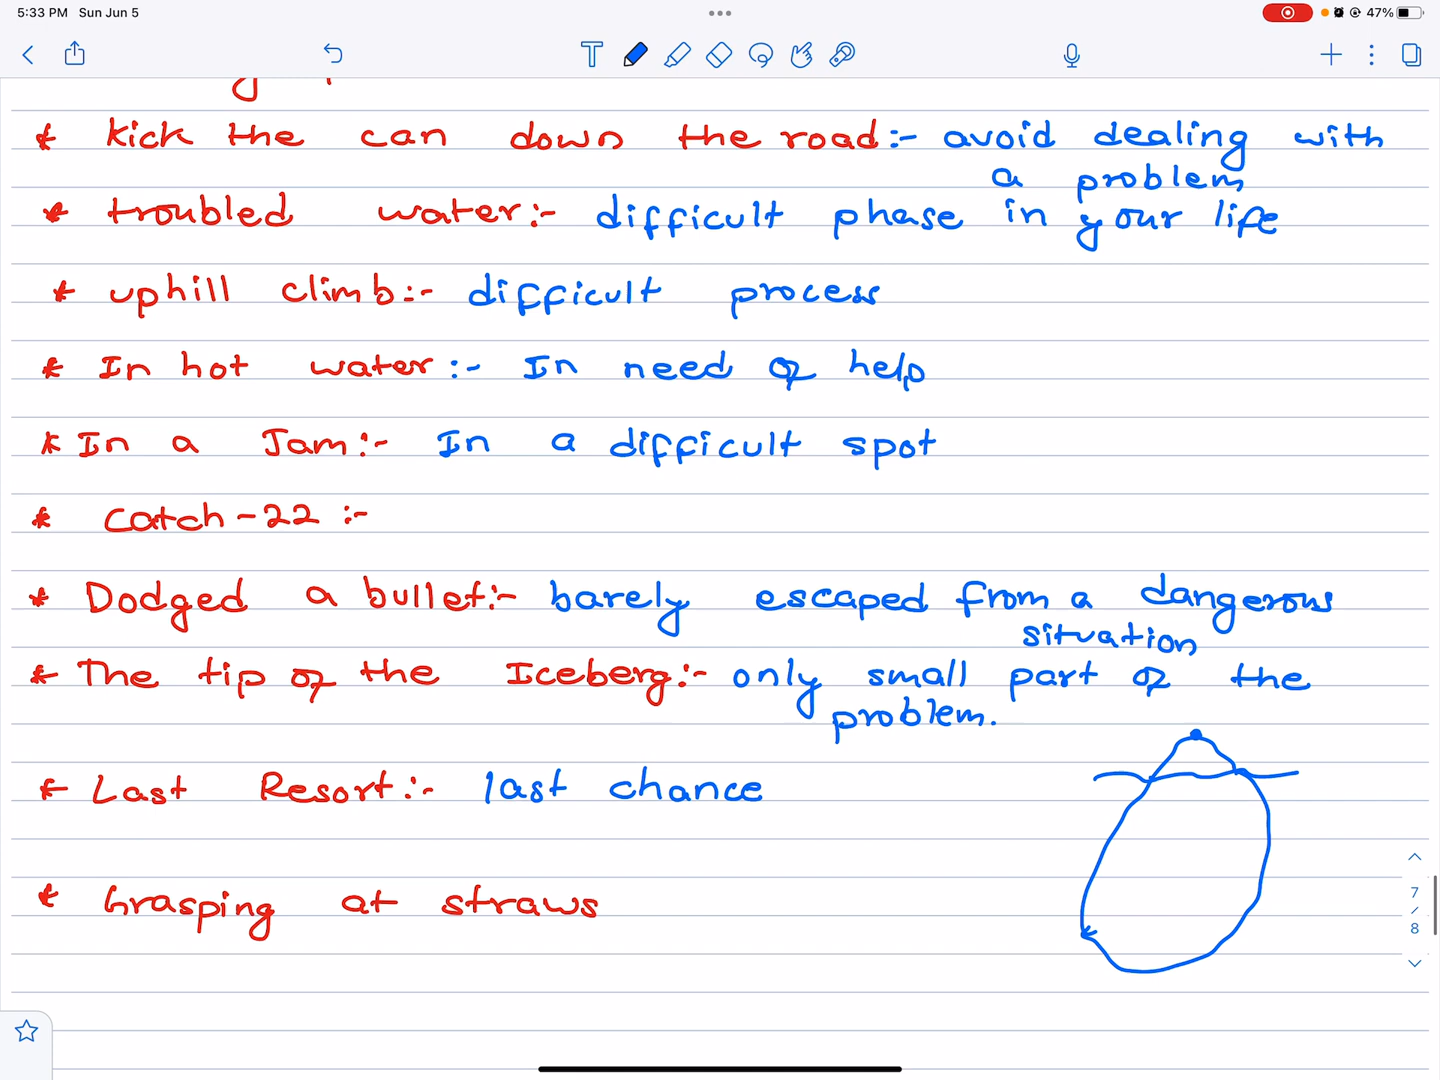 5:33 PM Sun Jun 5
47%
* kick the can down the road:- avoid dealing with
a problem
* troubled water:- difficult phase in your life
* uphill climb:- difficult process
* In hot water:- In need of help
* In a Jam:- In a difficult spot
* Catch-22 :-
* Dodged a bullet:- barely escaped from a dangerous
situation
* The tip of the Iceberg:- only small part of the
problem.
* Last Resort:- last chance
* Grasping at straws
7
/
8